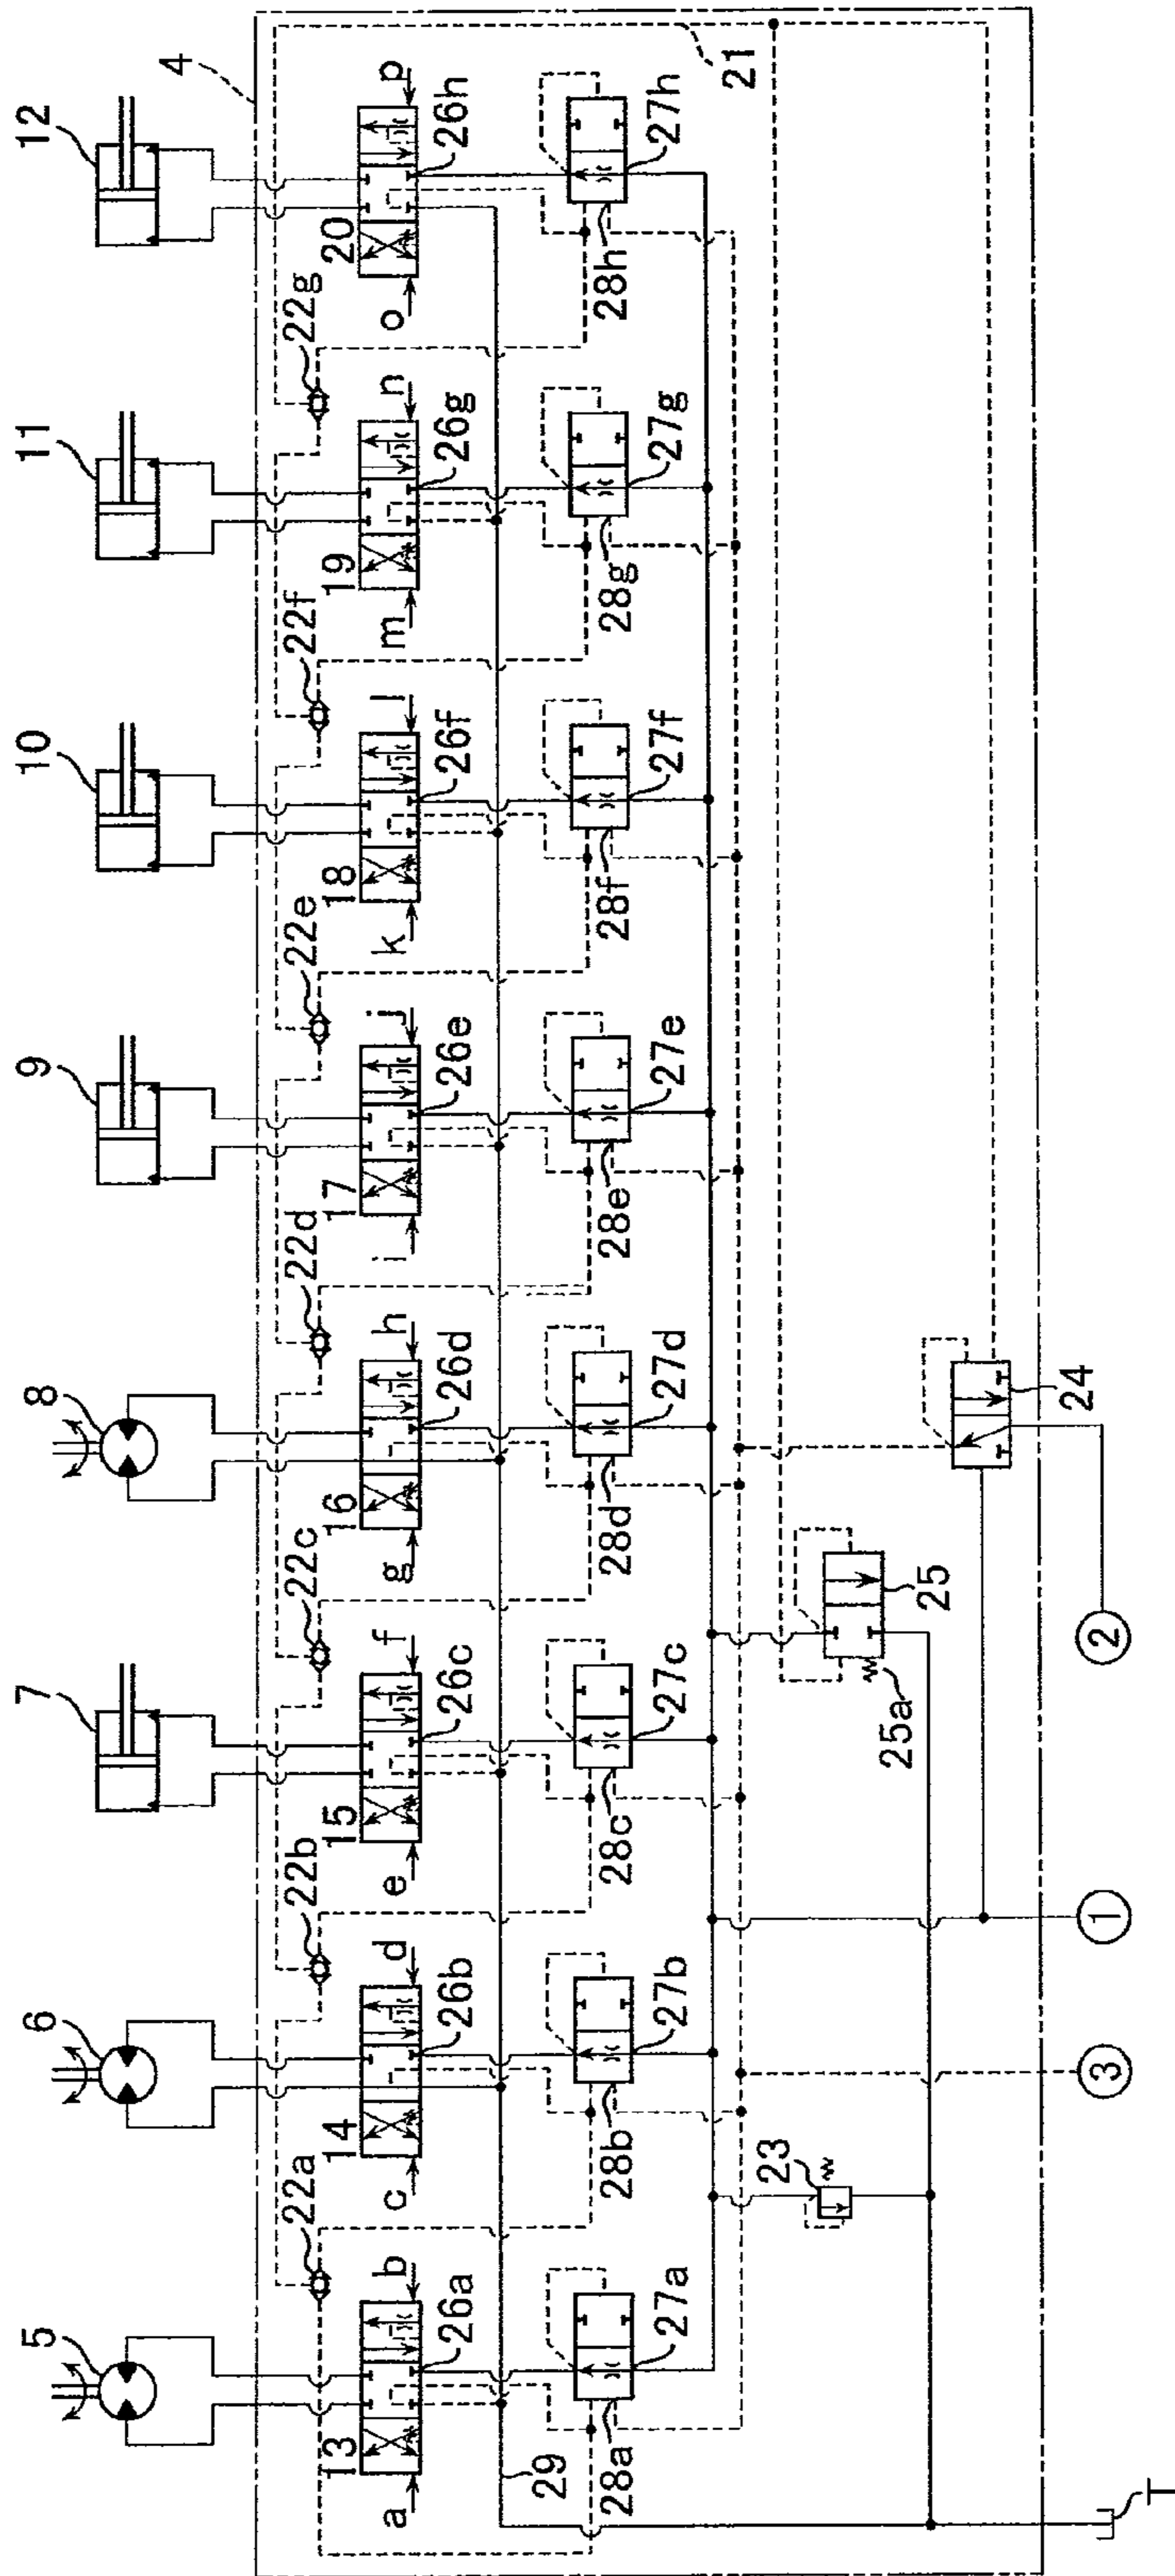 5
6
7
8
9
10
11
12
4
22a
22b
22c
22d
22e
22f
22g
21
13
14
15
16
17
18
19
20
a
b
c
d
e
f
g
h
i
j
k
l
m
n
o
p
26a
26b
26c
26d
26e
26f
26g
26h
29
27a
27b
27c
27d
27e
27f
27g
27h
28a
28b
28c
28d
28e
28f
28g
28h
23
25
25a
24
T
3
1
2